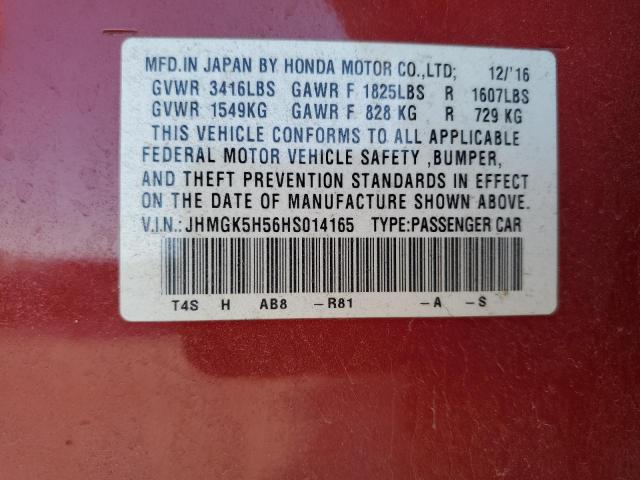 MFD.IN JAPAN BY HONDA MOTOR CO.,LTD; 12/'16
GVWR 3416LBS GAWR F 1825LBS R 1607LBS
GVWR 1549KG GAWR F 828 KG R 729 KG
THIS VEHICLE CONFORMS TO ALL APPLICABLE
FEDERAL MOTOR VEHICLE SAFETY ,BUMPER,
AND THEFT PREVENTION STANDARDS IN EFFECT
ON THE DATE OF MANUFACTURE SHOWN ABOVE.
V.I.N.:JHMGK5H56HS014165 TYPE:PASSENGER CAR
T4S H AB8 -R81 -A -S